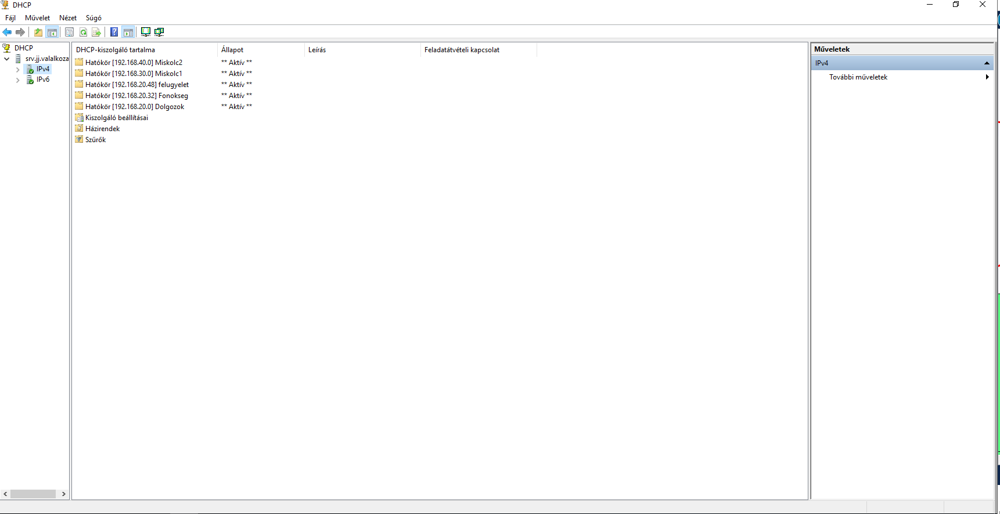 DHCP
Fájl Művelet Nézet Súgó
DHCP
srv.jj.valalkoza
IPv4
IPv6
DHCP-kiszolgáló tartalma Állapot Leírás Feladatátvételi kapcsolat
Hatókör [192.168.40.0] Miskolc2 ** Aktív **
Hatókör [192.168.30.0] Miskolc1 ** Aktív **
Hatókör [192.168.20.48] felugyelet ** Aktív **
Hatókör [192.168.20.32] Fonokseg ** Aktív **
Hatókör [192.168.20.0] Dolgozok ** Aktív **
Kiszolgáló beállításai
Házirendek
Szűrők
Műveletek
IPv4
További műveletek